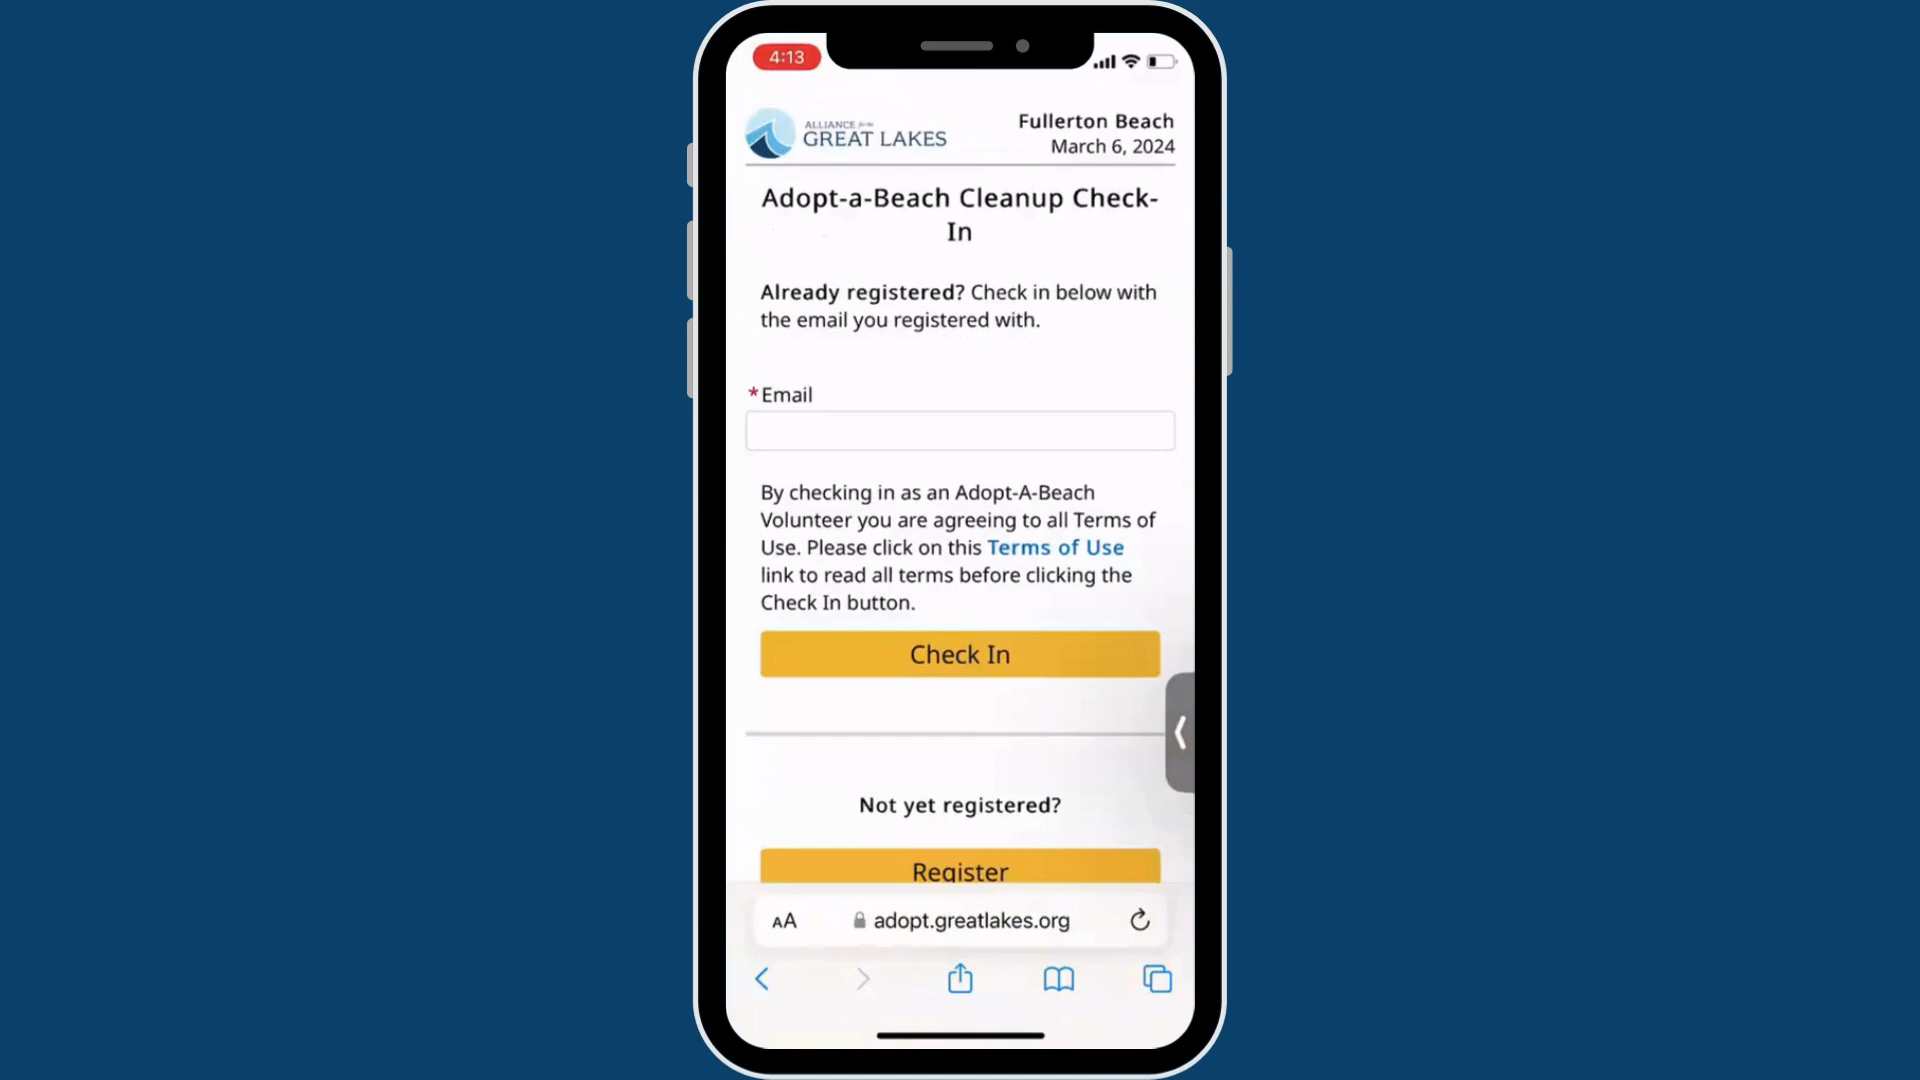 4:13
ALLIANCE for the
GREAT LAKES
Fullerton Beach
March 6, 2024
Adopt-a-Beach Cleanup Check-
In
Already registered? Check in below with
the email you registered with.
*Email
By checking in as an Adopt-A-Beach
Volunteer you are agreeing to all Terms of
Use. Please click on this Terms of Use
link to read all terms before clicking the
Check In button.
Check In
Not yet registered?
Register
AA
adopt.greatlakes.org